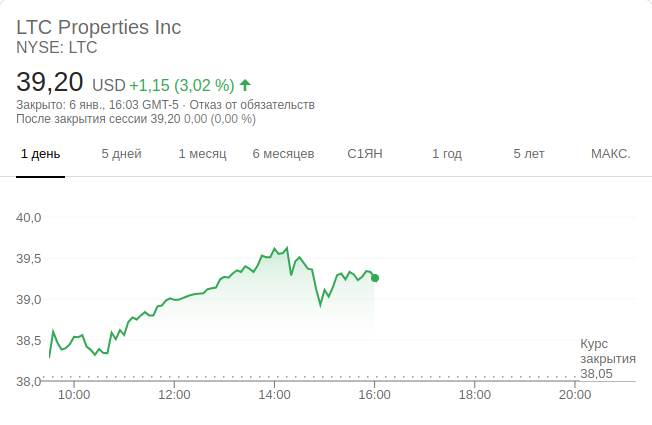 LTC Properties Inc
NYSE: LTC
39,20 USD +1,15 (3,02 %)
Закрыто: 6 янв., 16:03 GMT-5 · Отказ от обязательств
После закрытия сессии 39,20 0,00 (0,00 %)
1 день 5 дней 1 месяц 6 месяцев С1ЯН 1 год 5 лет МАКС.
40,0
39,5
39,0
38,5
38,0
Курс
закрытия
38,05
10:00 12:00 14:00 16:00 18:00 20:00